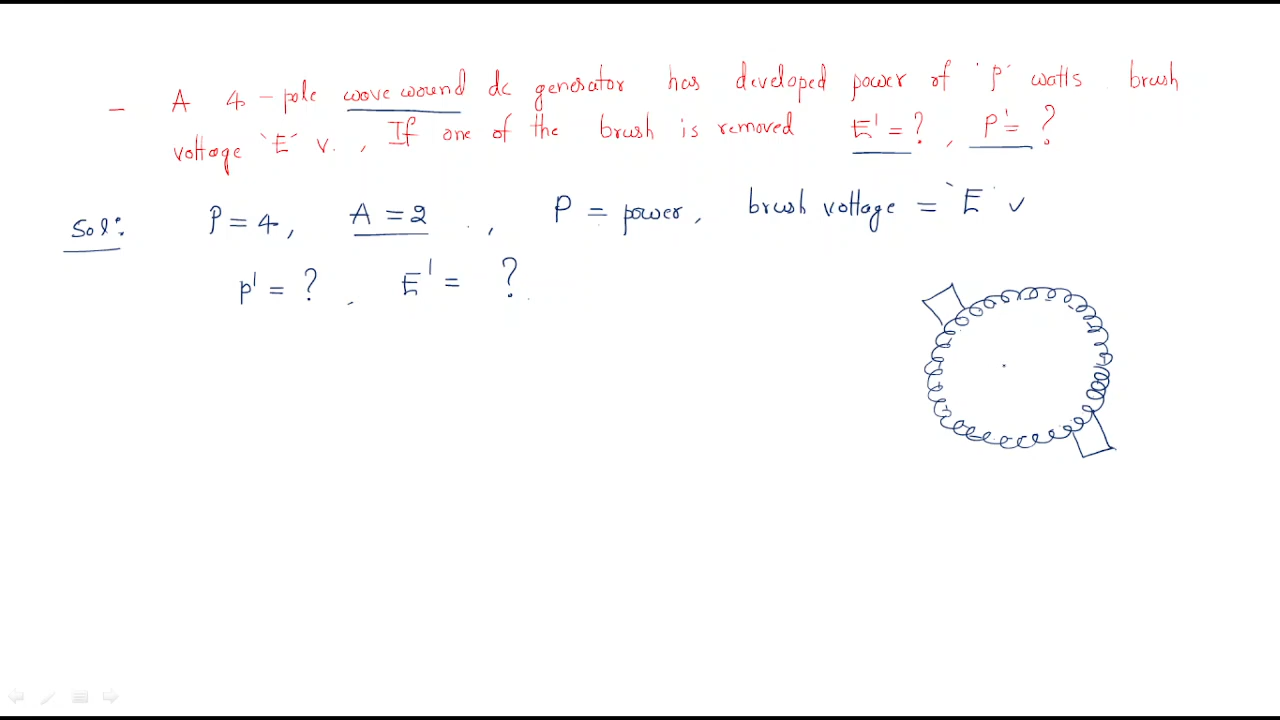 - A 4-pole wave wound dc generator has developed power of 'P' watts brush
voltage 'E' v. , If one of the brush is removed E' = ? , P' = ?
Sol: P = 4, A = 2 , P = power, brush voltage = 'E' v
P' = ? , E' = ?